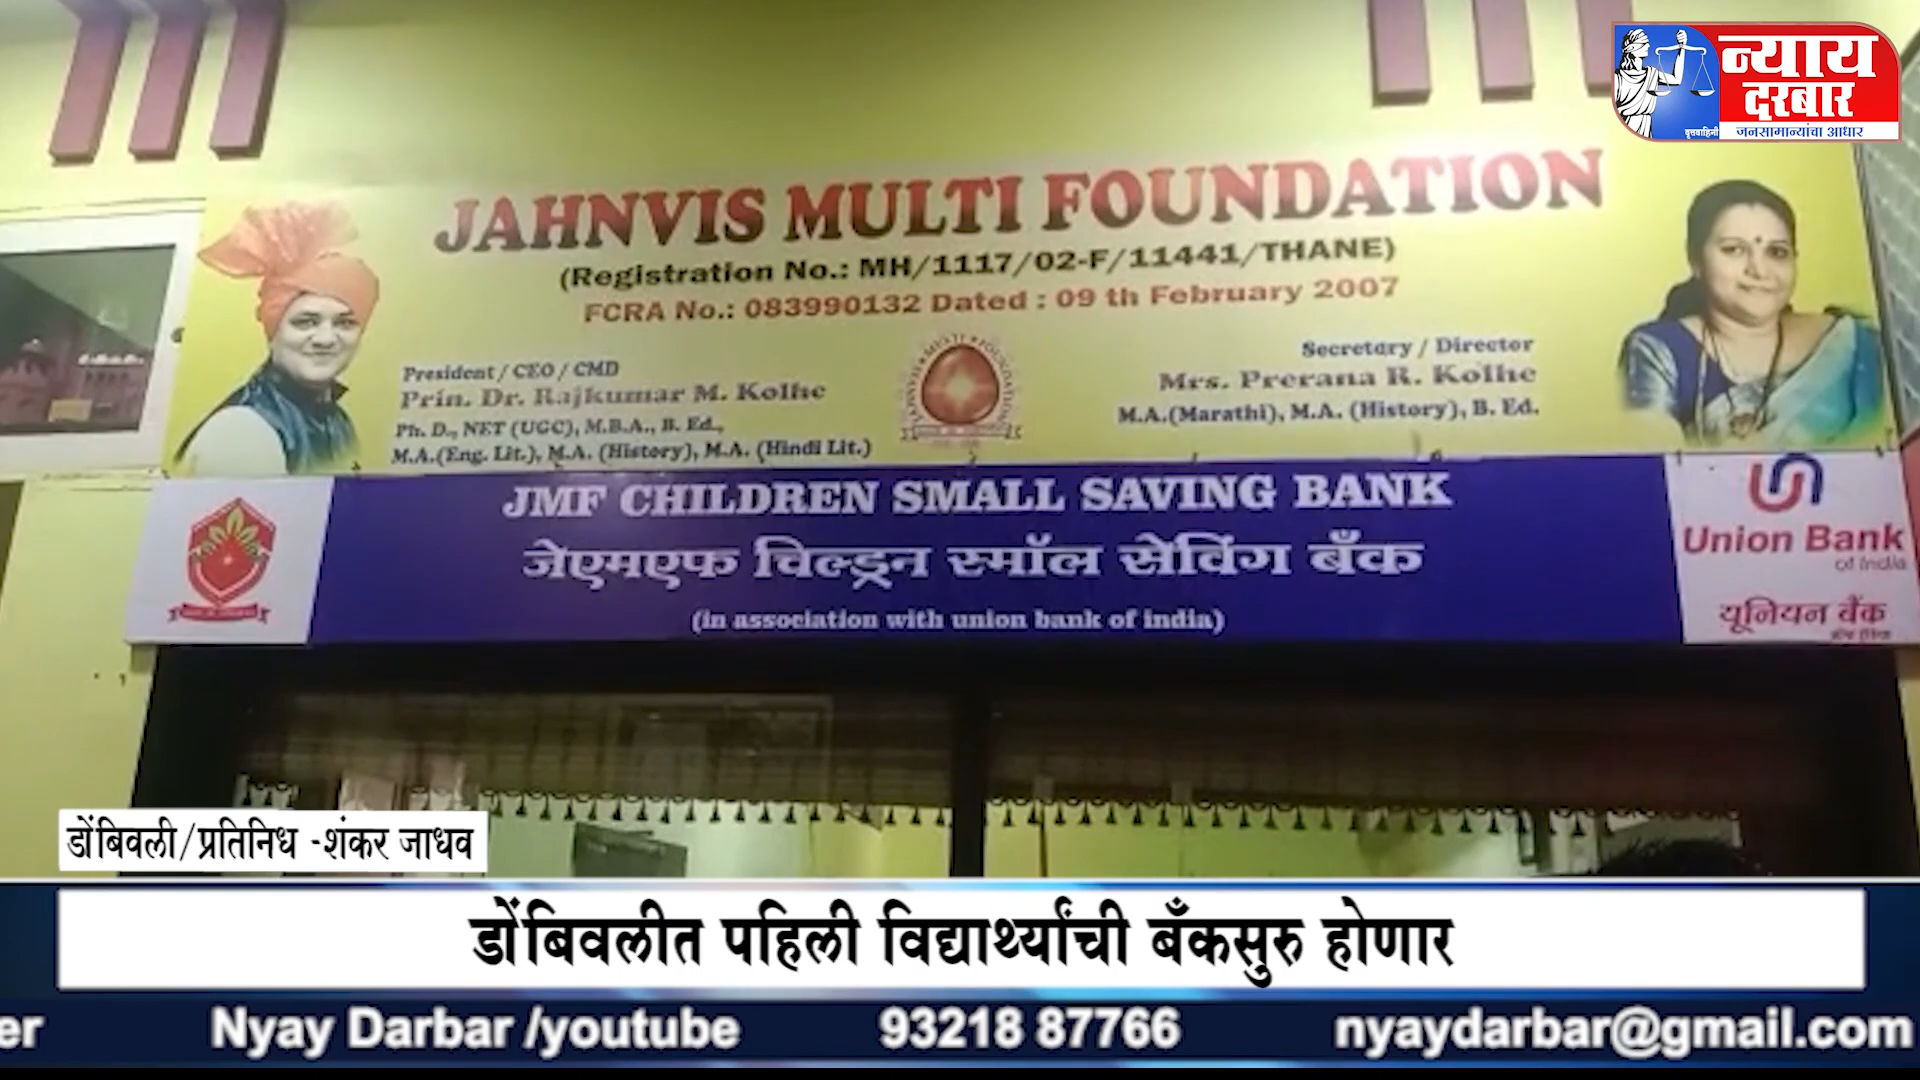 न्याय
दरबार
वृत्तवाहिनी
जनसामान्यांचा आधार
JAHNVIS MULTI FOUNDATION
(Registration No.: MH/1117/02-F/11441/THANE)
FCRA No.: 083990132 Dated : 09 th February 2007
President / CEO / CMD
Prin. Dr. Rajkumar M. Kolhe
Ph. D., NET (UGC), M.B.A., B. Ed.,
M.A.(Eng. Lit.), M.A. (History), M.A. (Hindi Lit.)
Secretary / Director
Mrs. Prerana R. Kolhe
M.A.(Marathi), M.A. (History), B. Ed.
JMF CHILDREN SMALL SAVING BANK
जेएमएफ चिल्ड्रन स्मॉल सेविंग बँक
(in association with union bank of india)
Union Bank
of India
यूनियन बैंक
डोंबिवली/प्रतिनिध -शंकर जाधव
डोंबिवलीत पहिली विद्यार्थ्यांची बँकसुरु होणार
er Nyay Darbar /youtube 93218 87766 nyaydarbar@gmail.com